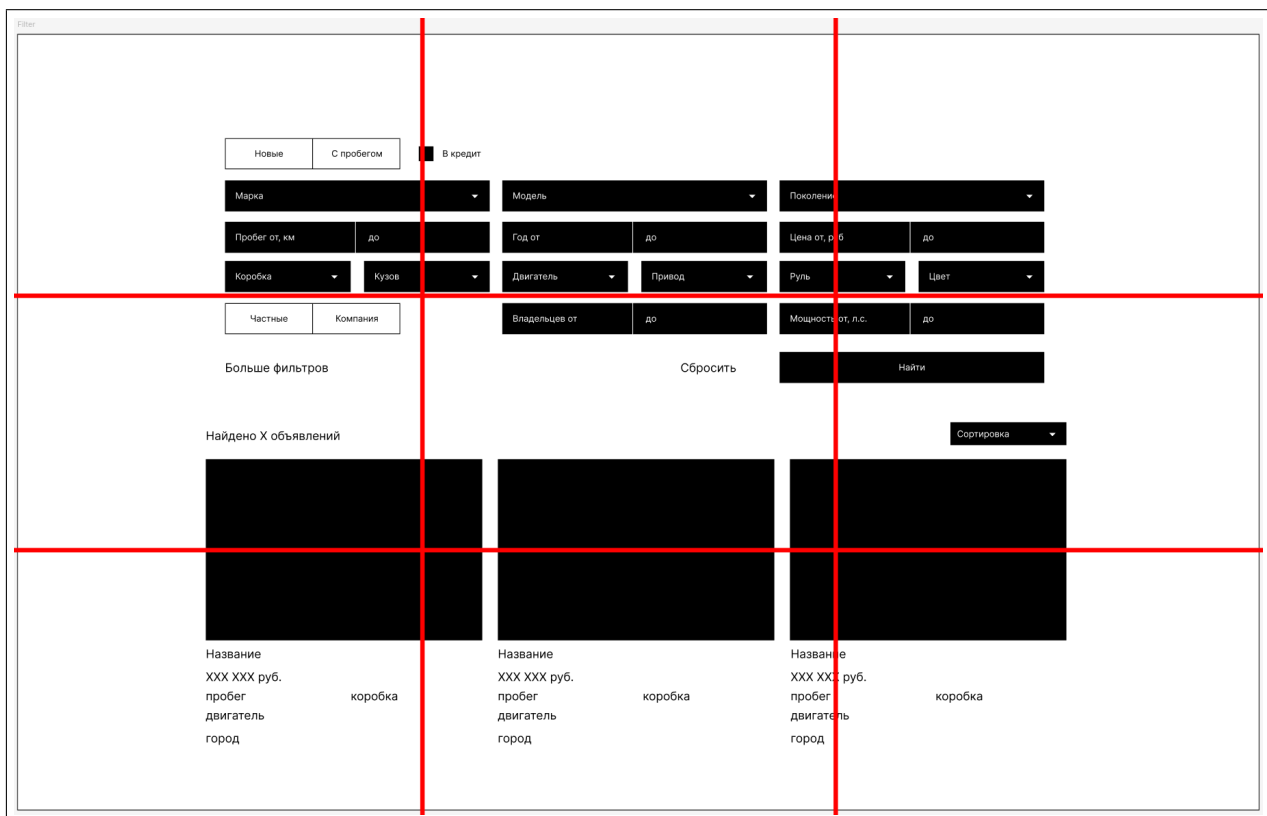 Filter
Новые С пробегом В кредит
Марка Модель Поколение
Пробег от, км до Год от до Цена от, руб до
Коробка Кузов Двигатель Привод Руль Цвет
Частные Компания Владельцев от до Мощность от, л.с. до
Больше фильтров Сбросить Найти
Найдено X объявлений Сортировка
Название Название Название
XXX XXX руб. XXX XXX руб. XXX XXX руб.
пробег коробка пробег коробка пробег коробка
двигатель двигатель двигатель
город город город